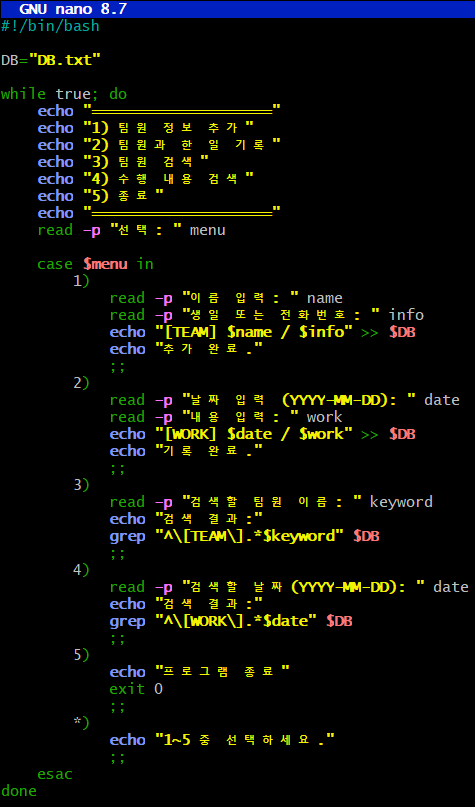 GNU nano 8.7
#!/bin/bash

DB="DB.txt"

while true; do
    echo "===================="
    echo "1) 팀원 정보 추가"
    echo "2) 팀원과 한 일 기록"
    echo "3) 팀원 검색"
    echo "4) 수행 내용 검색"
    echo "5) 종료"
    echo "===================="
    read -p "선택: " menu

    case $menu in
        1)
            read -p "이름 입력: " name
            read -p "생일 또는 전화번호: " info
            echo "[TEAM] $name / $info" >> $DB
            echo "추가 완료."
            ;;
        2)
            read -p "날짜 입력 (YYYY-MM-DD): " date
            read -p "내용 입력: " work
            echo "[WORK] $date / $work" >> $DB
            echo "기록 완료."
            ;;
        3)
            read -p "검색할 팀원 이름: " keyword
            echo "검색 결과:"
            grep "^\[TEAM\].*$keyword" $DB
            ;;
        4)
            read -p "검색할 날짜(YYYY-MM-DD): " date
            echo "검색 결과:"
            grep "^\[WORK\].*$date" $DB
            ;;
        5)
            echo "프로그램 종료"
            exit 0
            ;;
        *)
            echo "1~5 중 선택하세요."
            ;;
    esac
done